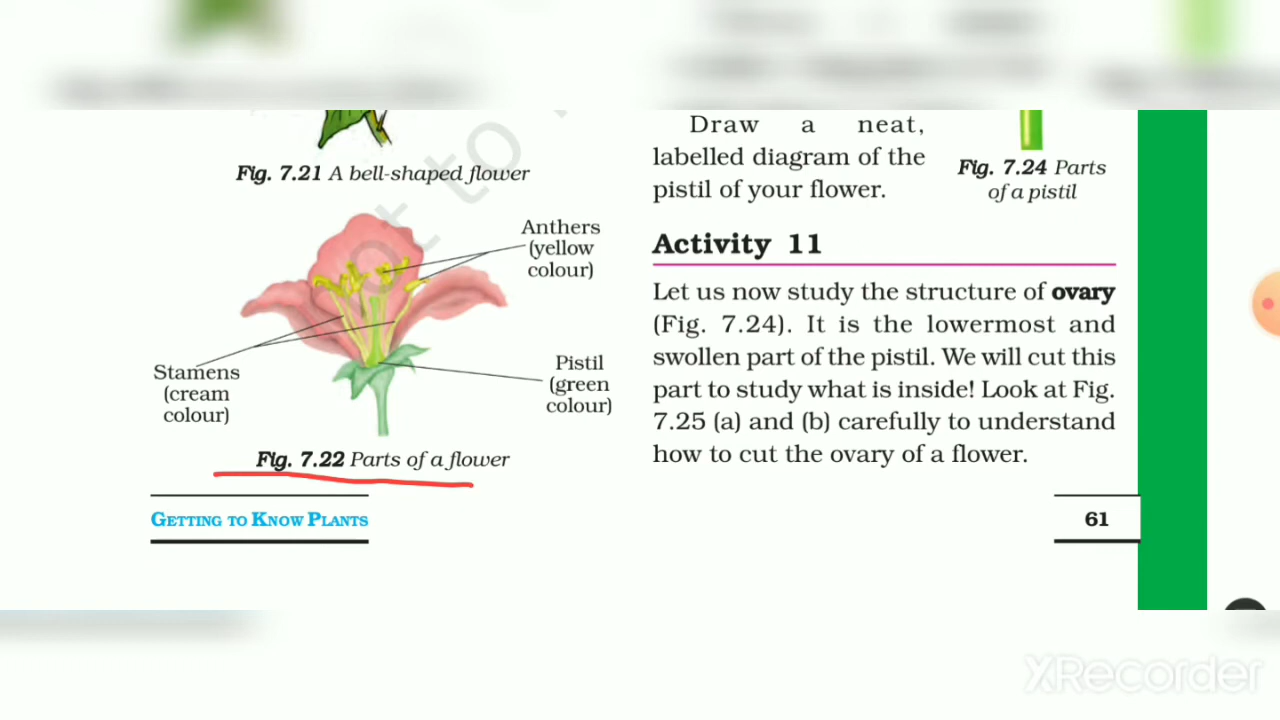 Fig. 7.21 A bell-shaped flower
Anthers
(yellow
colour)
Stamens
(cream
colour)
Pistil
(green
colour)
Fig. 7.22 Parts of a flower
GETTING TO KNOW PLANTS
Draw a neat,
labelled diagram of the
pistil of your flower.
Fig. 7.24 Parts
of a pistil
Activity 11
Let us now study the structure of ovary
(Fig. 7.24). It is the lowermost and
swollen part of the pistil. We will cut this
part to study what is inside! Look at Fig.
7.25 (a) and (b) carefully to understand
how to cut the ovary of a flower.
61
XRecorder